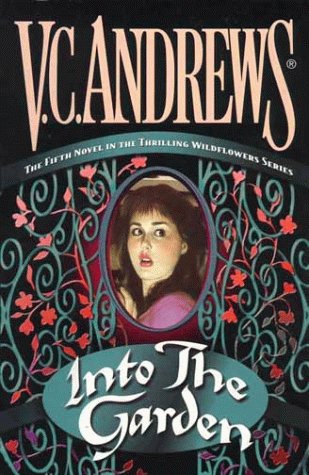 V.C. ANDREWS®
THE FIFTH NOVEL IN THE THRILLING WILDFLOWERS SERIES
Into The
Garden